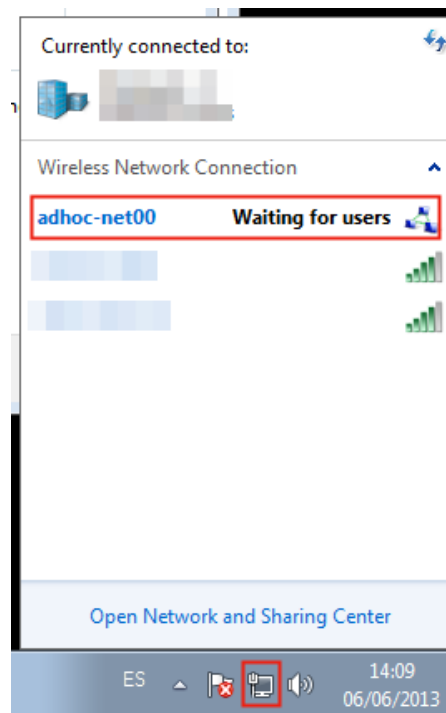 Currently connected to:
Wireless Network Connection
adhoc-net00 Waiting for users
Open Network and Sharing Center
ES 14:09
06/06/2013